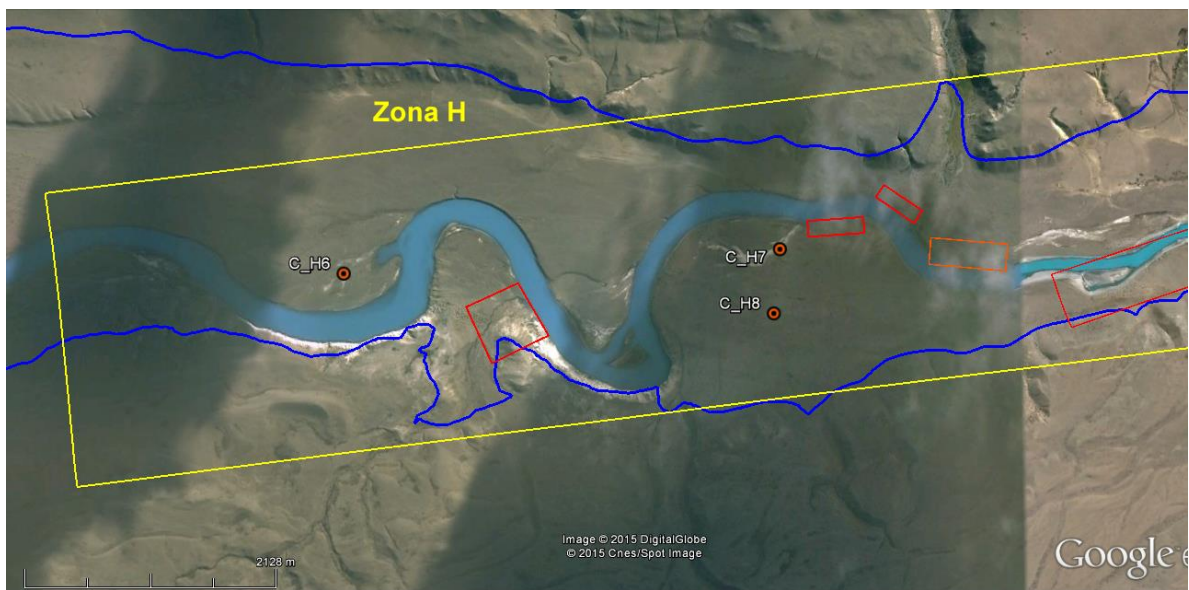 Zona H
C_H6
C_H7
C_H8
Image © 2015 DigitalGlobe
© 2015 Cnes/Spot Image
2128 m
Google